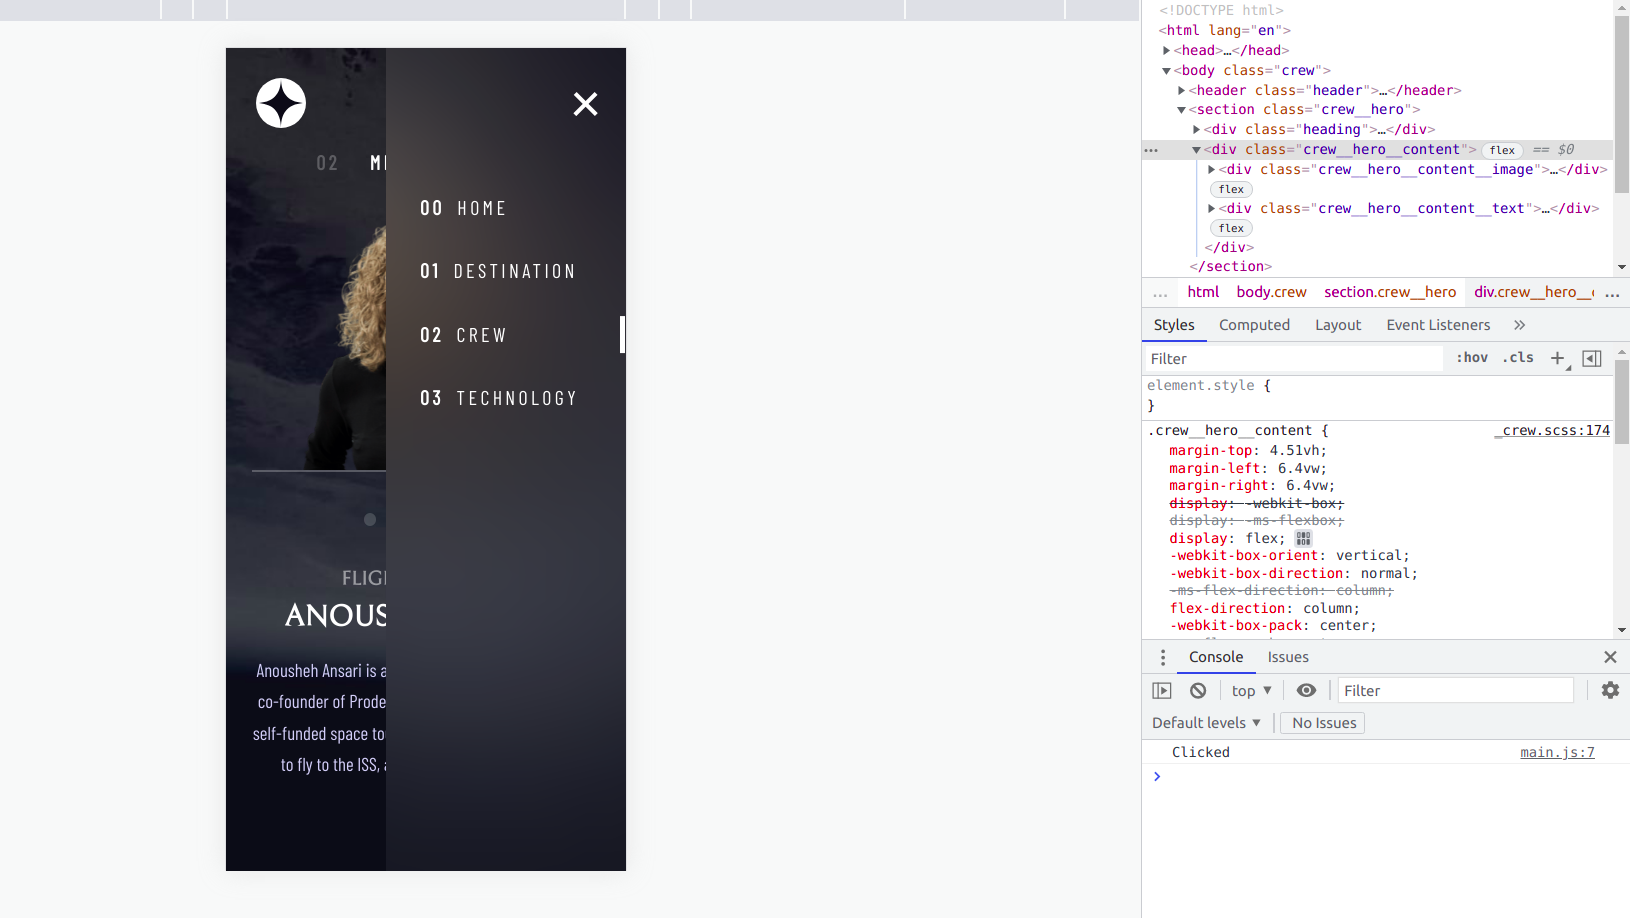 02 M
00 HOME
01 DESTINATION
02 CREW
03 TECHNOLOGY
FLIG
ANOUS
Anousheh Ansari is a
co-founder of Prode
self-funded space to
to fly to the ISS, a
<!DOCTYPE html>
<html lang="en">
<head>…</head>
<body class="crew">
<header class="header">…</header>
<section class="crew__hero">
<div class="heading">…</div>
… <div class="crew__hero__content"> flex == $0
<div class="crew__hero__content__image">…</div>
flex
<div class="crew__hero__content__text">…</div>
flex
</div>
</section>
… html body.crew section.crew__hero div.crew__hero__ …
Styles Computed Layout Event Listeners »
Filter :hov .cls +
element.style {
}
.crew__hero__content { _crew.scss:174
margin-top: 4.51vh;
margin-left: 6.4vw;
margin-right: 6.4vw;
display: -webkit-box;
display: -ms-flexbox;
display: flex;
-webkit-box-orient: vertical;
-webkit-box-direction: normal;
-ms-flex-direction: column;
flex-direction: column;
-webkit-box-pack: center;
Console Issues
top Filter
Default levels No Issues
Clicked main.js:7